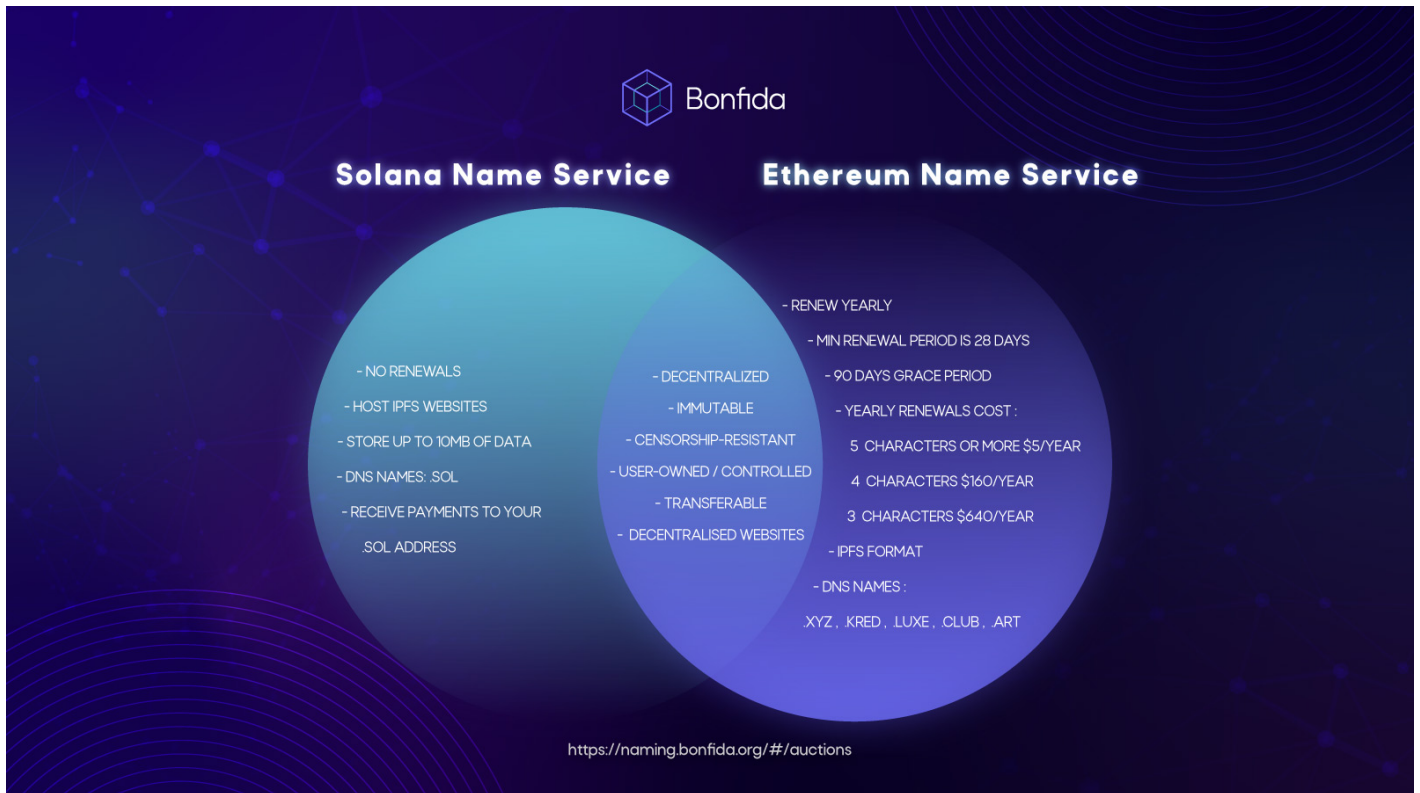 Bonfida
Solana Name Service
Ethereum Name Service
- NO RENEWALS
- HOST IPFS WEBSITES
- STORE UP TO 10MB OF DATA
- DNS NAMES: .SOL
- RECEIVE PAYMENTS TO YOUR
.SOL ADDRESS
- DECENTRALIZED
- IMMUTABLE
- CENSORSHIP-RESISTANT
- USER-OWNED / CONTROLLED
- TRANSFERABLE
- DECENTRALISED WEBSITES
- RENEW YEARLY
- MIN RENEWAL PERIOD IS 28 DAYS
- 90 DAYS GRACE PERIOD
- YEARLY RENEWALS COST :
5 CHARACTERS OR MORE $5/YEAR
4 CHARACTERS $160/YEAR
3 CHARACTERS $640/YEAR
- IPFS FORMAT
- DNS NAMES :
.XYZ , .KRED , .LUXE , .CLUB , .ART
https://naming.bonfida.org/#/auctions